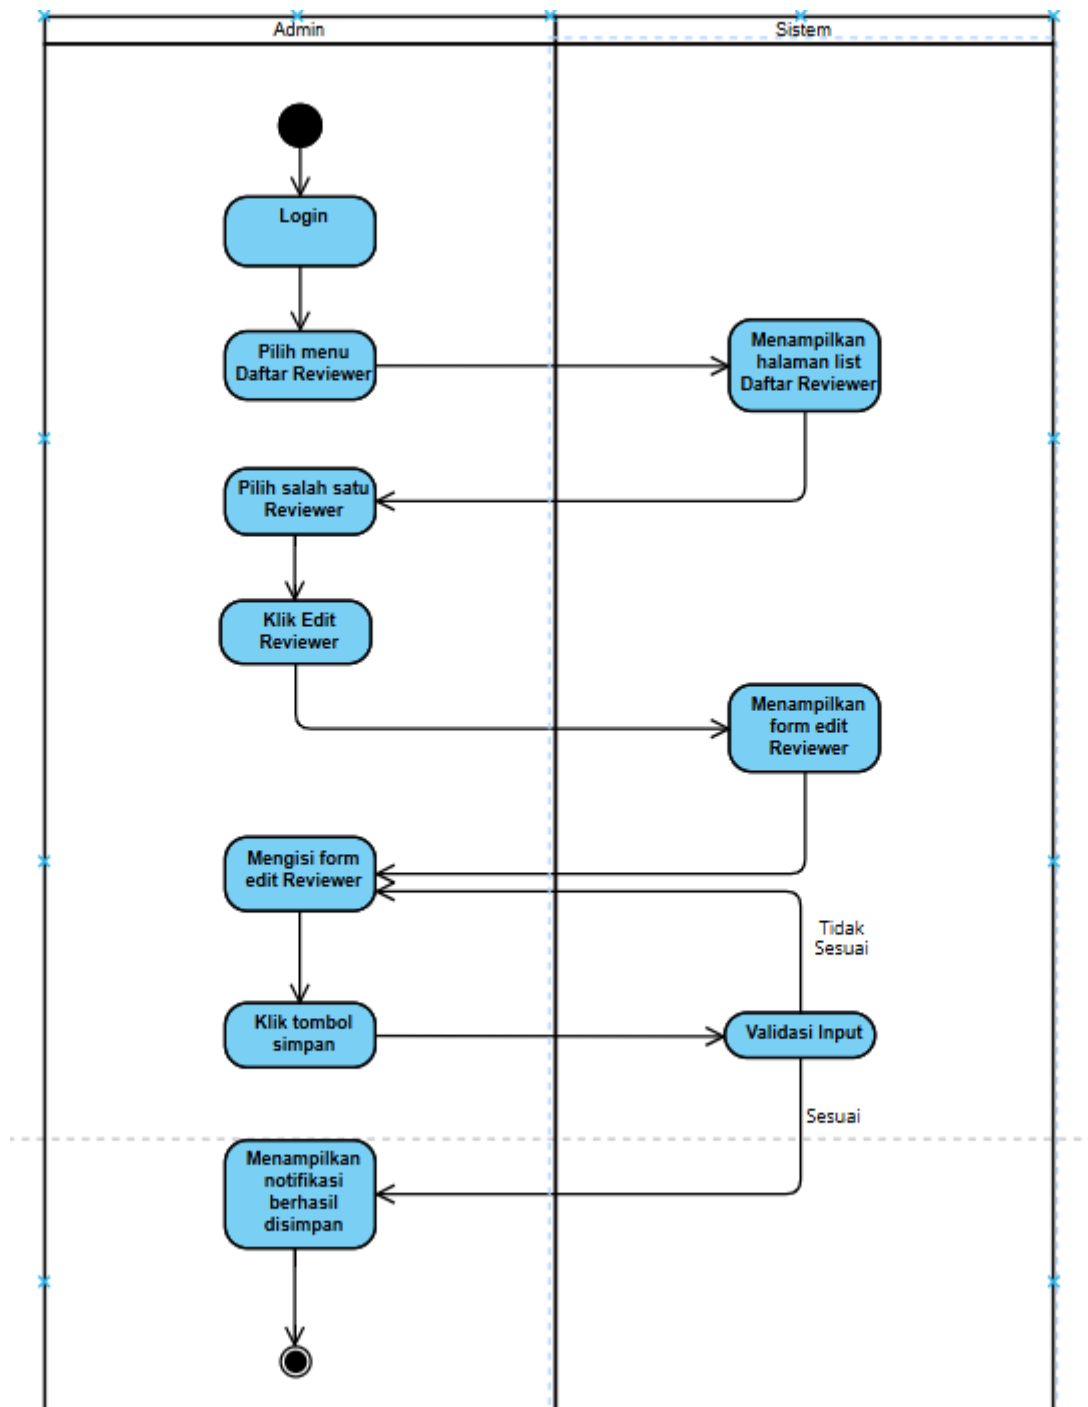 Admin
Sistem
Login
Pilih menu
Daftar Reviewer
Menampilkan
halaman list
Daftar Reviewer
Pilih salah satu
Reviewer
Klik Edit
Reviewer
Menampilkan
form edit
Reviewer
Mengisi form
edit Reviewer
Tidak
Sesuai
Klik tombol
simpan
Validasi Input
Sesuai
Menampilkan
notifikasi
berhasil
disimpan